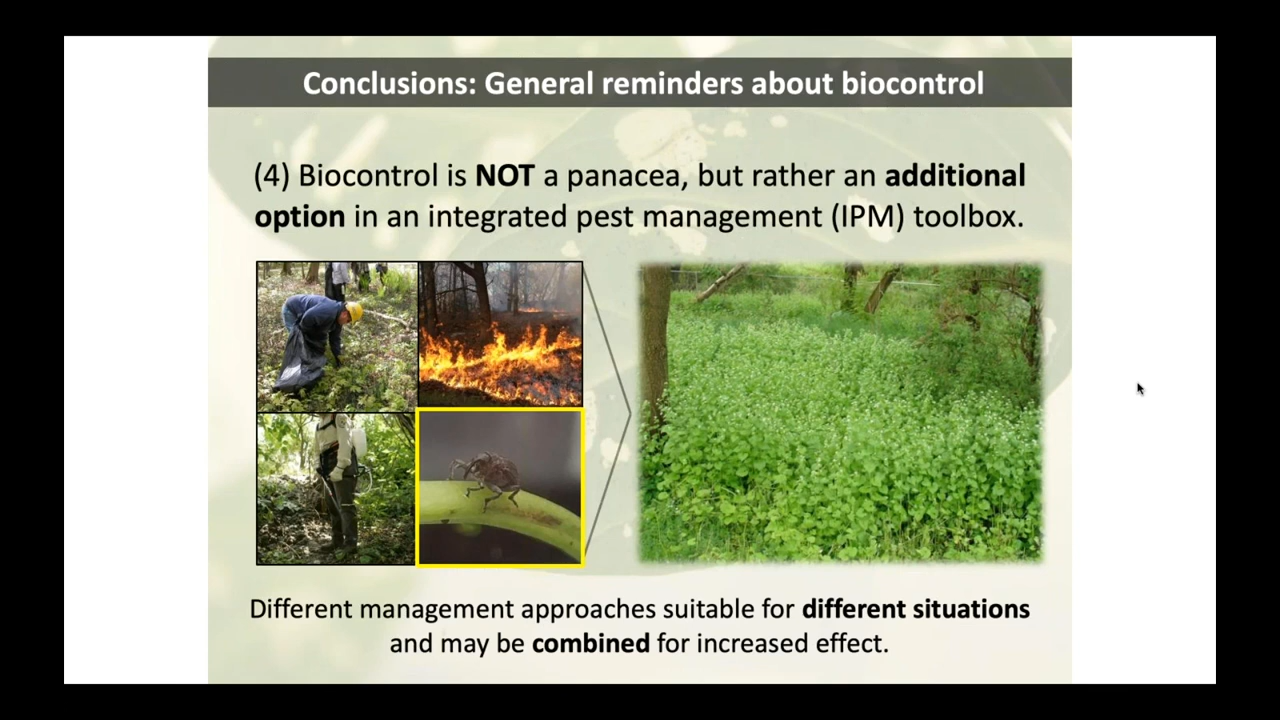 Conclusions: General reminders about biocontrol
(4) Biocontrol is NOT a panacea, but rather an additional
option in an integrated pest management (IPM) toolbox.
Different management approaches suitable for different situations
and may be combined for increased effect.